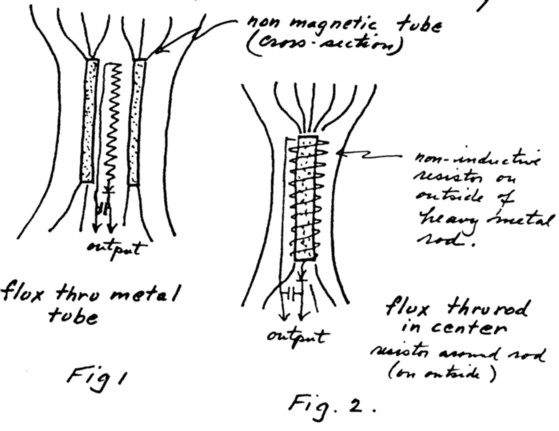 non magnetic tube
(cross-section)
output
flux thru metal
tube
Fig 1
non-inductive
resistor on
outside of
heavy metal
rod.
output
flux thru rod
in center
resistor around rod
(on outside)
Fig. 2.